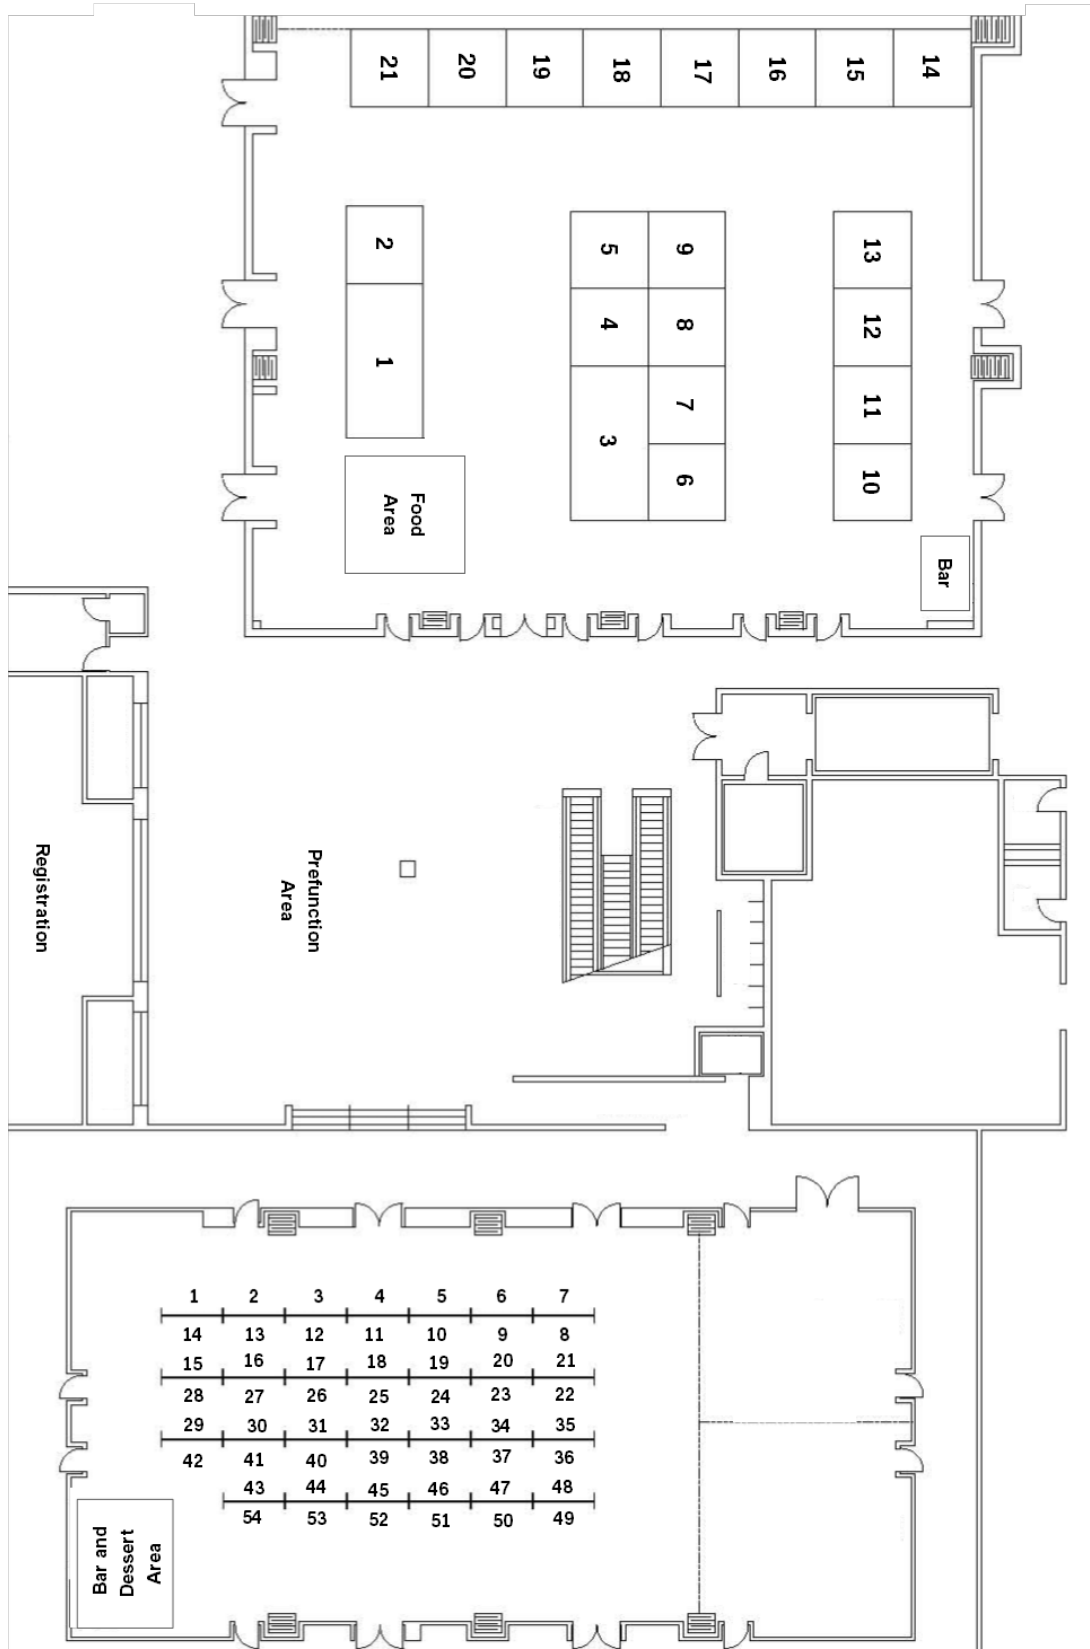 21 20 19 18 17 16 15 14
2 5 9 13
4 8 12
1
7 11
3
6 10
Food
Area
Bar
Registration
Prefunction
Area
1 2 3 4 5 6 7
14 13 12 11 10 9 8
15 16 17 18 19 20 21
28 27 26 25 24 23 22
29 30 31 32 33 34 35
42 41 40 39 38 37 36
43 44 45 46 47 48
54 53 52 51 50 49
Bar and
Dessert
Area